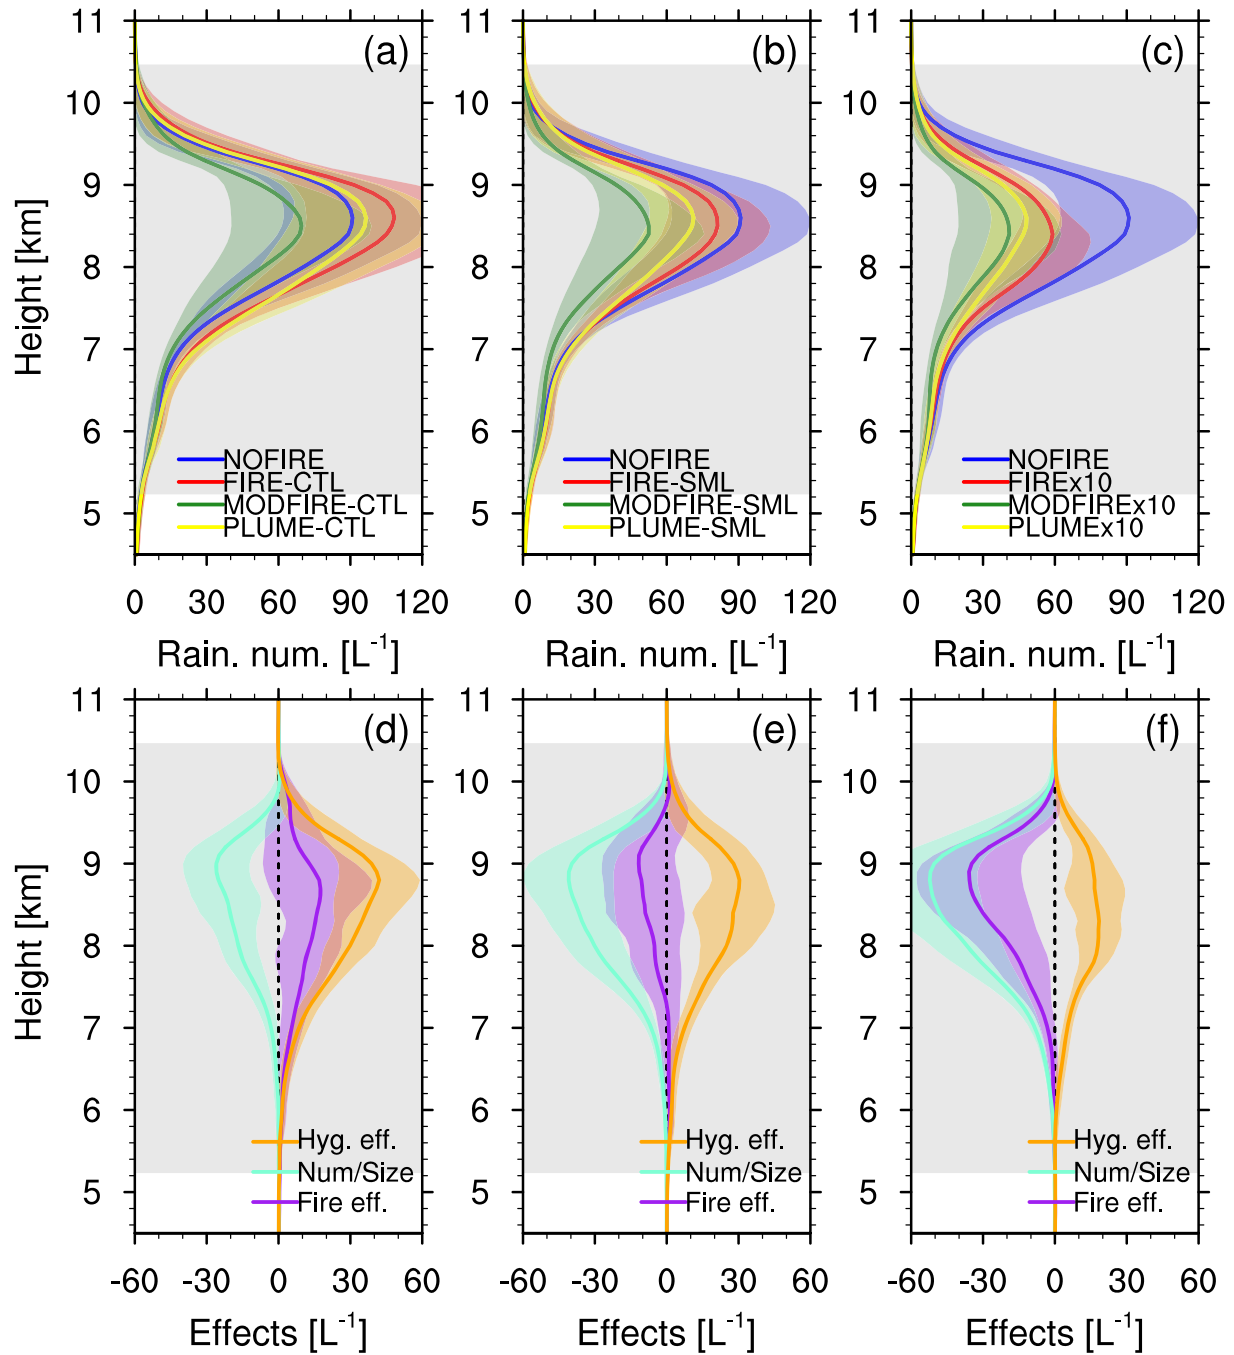 11 10 9 8 7 6 5
Height [km]
(a)
NOFIRE
FIRE-CTL
MODFIRE-CTL
PLUME-CTL
0 30 60 90 120
Rain. num. [L⁻¹]
11 10 9 8 7 6 5
(b)
NOFIRE
FIRE-SML
MODFIRE-SML
PLUME-SML
0 30 60 90 120
Rain. num. [L⁻¹]
11 10 9 8 7 6 5
(c)
NOFIRE
FIREx10
MODFIREx10
PLUMEx10
0 30 60 90 120
Rain. num. [L⁻¹]
11 10 9 8 7 6 5
Height [km]
(d)
Hyg. eff.
Num/Size
Fire eff.
-60 -30 0 30 60
Effects [L⁻¹]
11 10 9 8 7 6 5
(e)
Hyg. eff.
Num/Size
Fire eff.
-60 -30 0 30 60
Effects [L⁻¹]
11 10 9 8 7 6 5
(f)
Hyg. eff.
Num/Size
Fire eff.
-60 -30 0 30 60
Effects [L⁻¹]